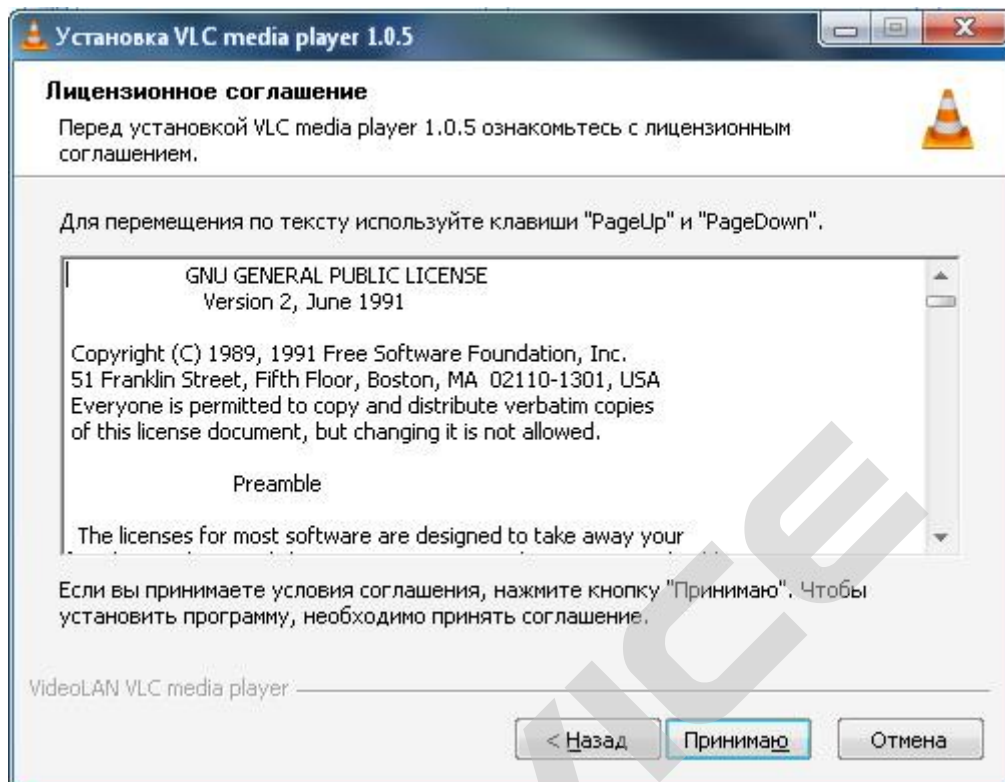 Установка VLC media player 1.0.5
Лицензионное соглашение
Перед установкой VLC media player 1.0.5 ознакомьтесь с лицензионным
соглашением.
Для перемещения по тексту используйте клавиши "PageUp" и "PageDown".
GNU GENERAL PUBLIC LICENSE
Version 2, June 1991
Copyright (C) 1989, 1991 Free Software Foundation, Inc.
51 Franklin Street, Fifth Floor, Boston, MA  02110-1301, USA
Everyone is permitted to copy and distribute verbatim copies
of this license document, but changing it is not allowed.
Preamble
The licenses for most software are designed to take away your
Если вы принимаете условия соглашения, нажмите кнопку "Принимаю". Чтобы
установить программу, необходимо принять соглашение.
VideoLAN VLC media player
< Назад
Принимаю
Отмена
VICE